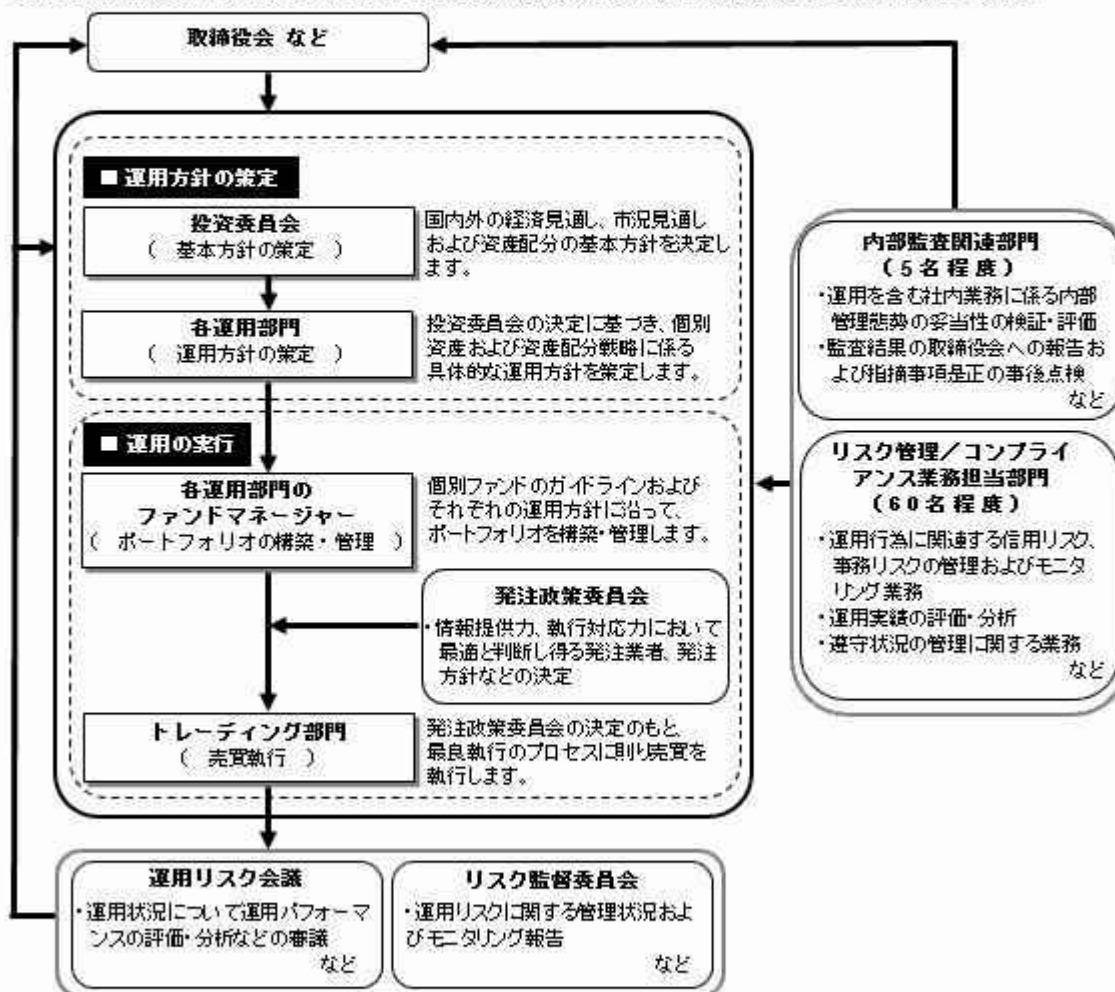 取締役会 など
■ 運用方針の策定
投資委員会
( 基本方針の策定 )
国内外の経済見通し、市況見通し
および資産配分の基本方針を決定し
ます。
各運用部門
( 運用方針の策定 )
投資委員会の決定に基づき、個別
資産および資産配分戦略に係る
具体的な運用方針を策定します。
■ 運用の実行
各運用部門の
ファンドマネージャー
( ポートフォリオの構築・管理 )
個別ファンドのガイドラインおよび
それぞれの運用方針に沿って、
ポートフォリオを構築・管理します。
発注政策委員会
・情報提供力、執行対応力において
最適と判断し得る発注業者、発注
方針などの決定
トレーディング部門
( 売買執行 )
発注政策委員会の決定のもと、
最良執行のプロセスに則り売買を
執行します。
内部監査関連部門
(5名程度)
・運用を含む社内業務に係る内部
管理態勢の妥当性の検証・評価
・監査結果の取締役会への報告お
よび指摘事項是正の事後点検
など
リスク管理/コンプライ
アンス業務担当部門
(60名程度)
・運用行為に関連する信用リスク、
事務リスクの管理およびモニタ
リング業務
・運用実績の評価・分析
・遵守状況の管理に関する業務
など
運用リスク会議
・運用状況について運用パフォーマ
ンスの評価・分析などの審議
など
リスク監督委員会
・運用リスクに関する管理状況およ
びモニタリング報告
など